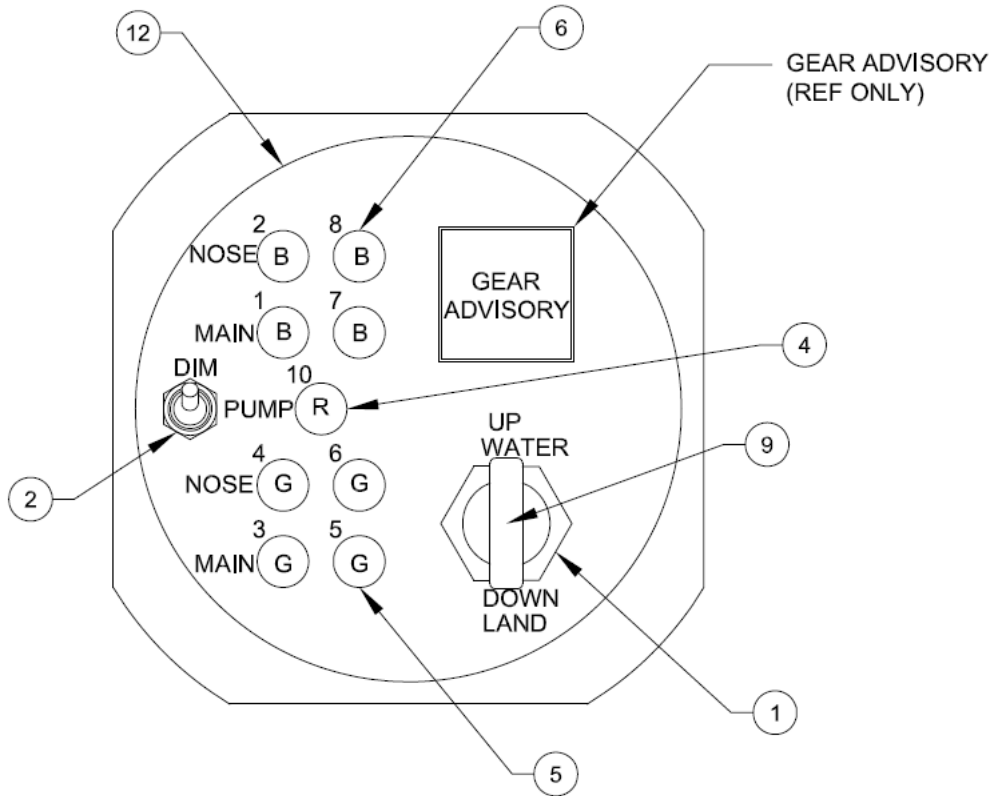 12
6
GEAR ADVISORY
(REF ONLY)
2 8
NOSE B B
GEAR
ADVISORY
1 7
MAIN B B
4
DIM
10
PUMP R
UP
WATER
9
4 6
NOSE G G
2
3 5
MAIN G G
DOWN
LAND
1
5